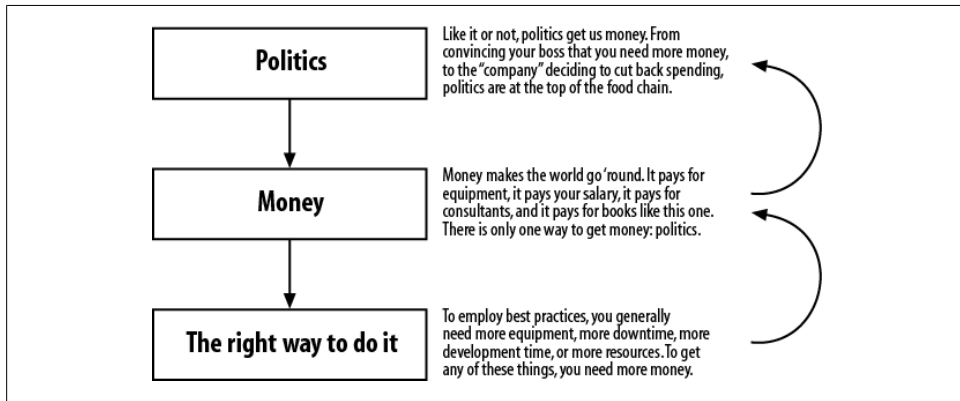 Politics
Like it or not, politics get us money. From
convincing your boss that you need more money,
to the “company” deciding to cut back spending,
politics are at the top of the food chain.
Money
Money makes the world go ‘round. It pays for
equipment, it pays your salary, it pays for
consultants, and it pays for books like this one.
There is only one way to get money: politics.
The right way to do it
To employ best practices, you generally
need more equipment, more downtime, more
development time, or more resources. To get
any of these things, you need more money.